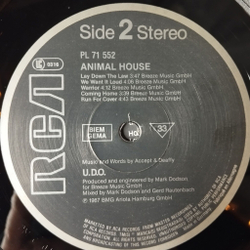 Side 2 Stereo
PL 71 552
ANIMAL HOUSE
Lay Down The Law 3:47 Breeze Music GmbH
We Want It Loud 4:06 Breeze Music GmbH
Warrior 4:12 Breeze Music GmbH
Coming Home 3:39 Breeze Music GmbH
Run For Cover 4:43 Breeze Music GmbH
RCA
BIEM
GEMA
33
Music and Words by Accept & Deaffy
U.D.O.
Produced and engineered by Mark Dodson
for Breeze Music GmbH
Mixed by Mark Dodson and Gerd Rautenbach
℗ 1987 BMG Ariola Hamburg GmbH